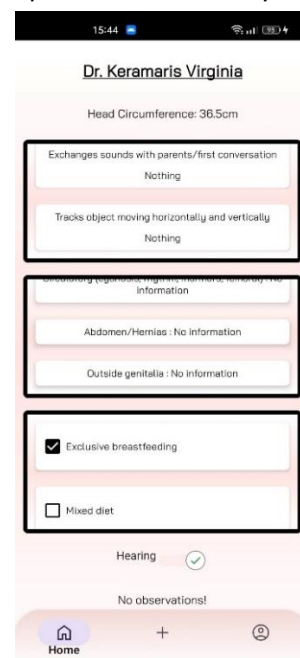 15:44
95
Dr. Keramaris Virginia
Head Circumference: 36.5cm
Exchanges sounds with parents/first conversation
Nothing
Tracks object moving horizontally and vertically
Nothing
No
information
Abdomen/Hernias : No information
Outside genitalia : No information
Exclusive breastfeeding
Mixed diet
Hearing
No observations!
Home